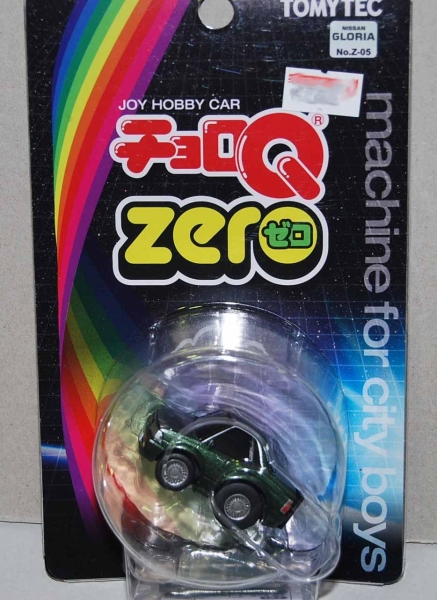 TOMYTEC
NISSAN
GLORIA
No.Z-05
JOY HOBBY CAR
チョロQ®
zero
ゼロ
machine for city boys